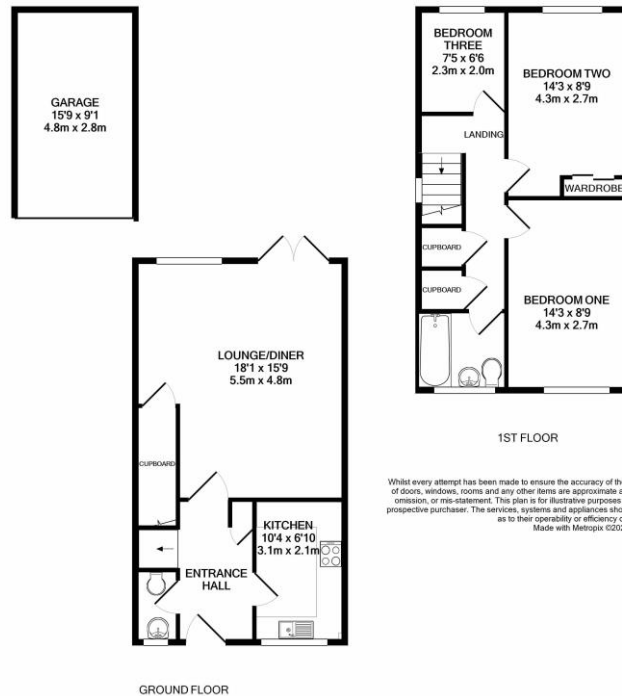 GARAGE
15'9 x 9'1
4.8m x 2.8m
BEDROOM
THREE
7'5 x 6'6
2.3m x 2.0m
BEDROOM TWO
14'3 x 8'9
4.3m x 2.7m
LANDING
WARDROBE
CUPBOARD
CUPBOARD
BEDROOM ONE
14'3 x 8'9
4.3m x 2.7m
1ST FLOOR
LOUNGE/DINER
18'1 x 15'9
5.5m x 4.8m
CUPBOARD
KITCHEN
10'4 x 6'10
3.1m x 2.1m
ENTRANCE
HALL
GROUND FLOOR
Whilst every attempt has been made to ensure the accuracy of the
of doors, windows, rooms and any other items are approximate
omission, or mis-statement. This plan is for illustrative purposes
prospective purchaser. The services, systems and appliances
as to their operability or efficiency
Made with Metropix